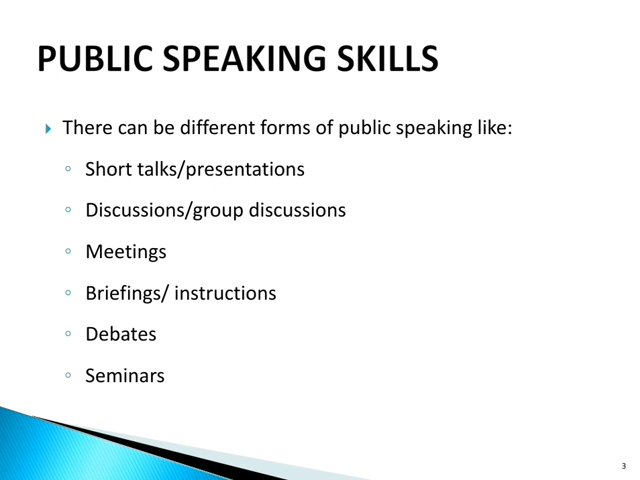 PUBLIC SPEAKING SKILLS
There can be different forms of public speaking like:
Short talks/presentations
Discussions/group discussions
Meetings
Briefings/ instructions
Debates
Seminars
3